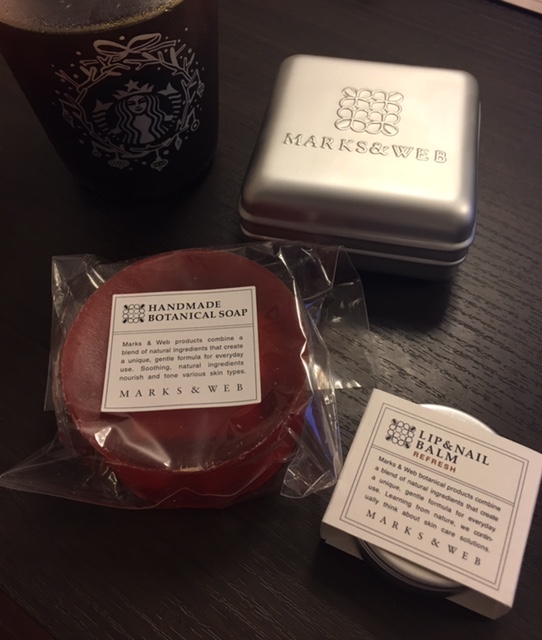 MARKS&WEB
HANDMADE
BOTANICAL SOAP
Marks & Web products combine a
blend of natural ingredients that create
a unique, gentle formula for everyday
use. Soothing, natural ingredients
nourish and tone various skin types.
MARKS & WEB
LIP&NAIL
BALM
REFRESH
Marks & Web botanical products combine
a blend of natural ingredients that create
a unique, gentle formula for everyday
use. Learning from nature, we contin-
ually think about skin care solutions.
MARKS & WEB